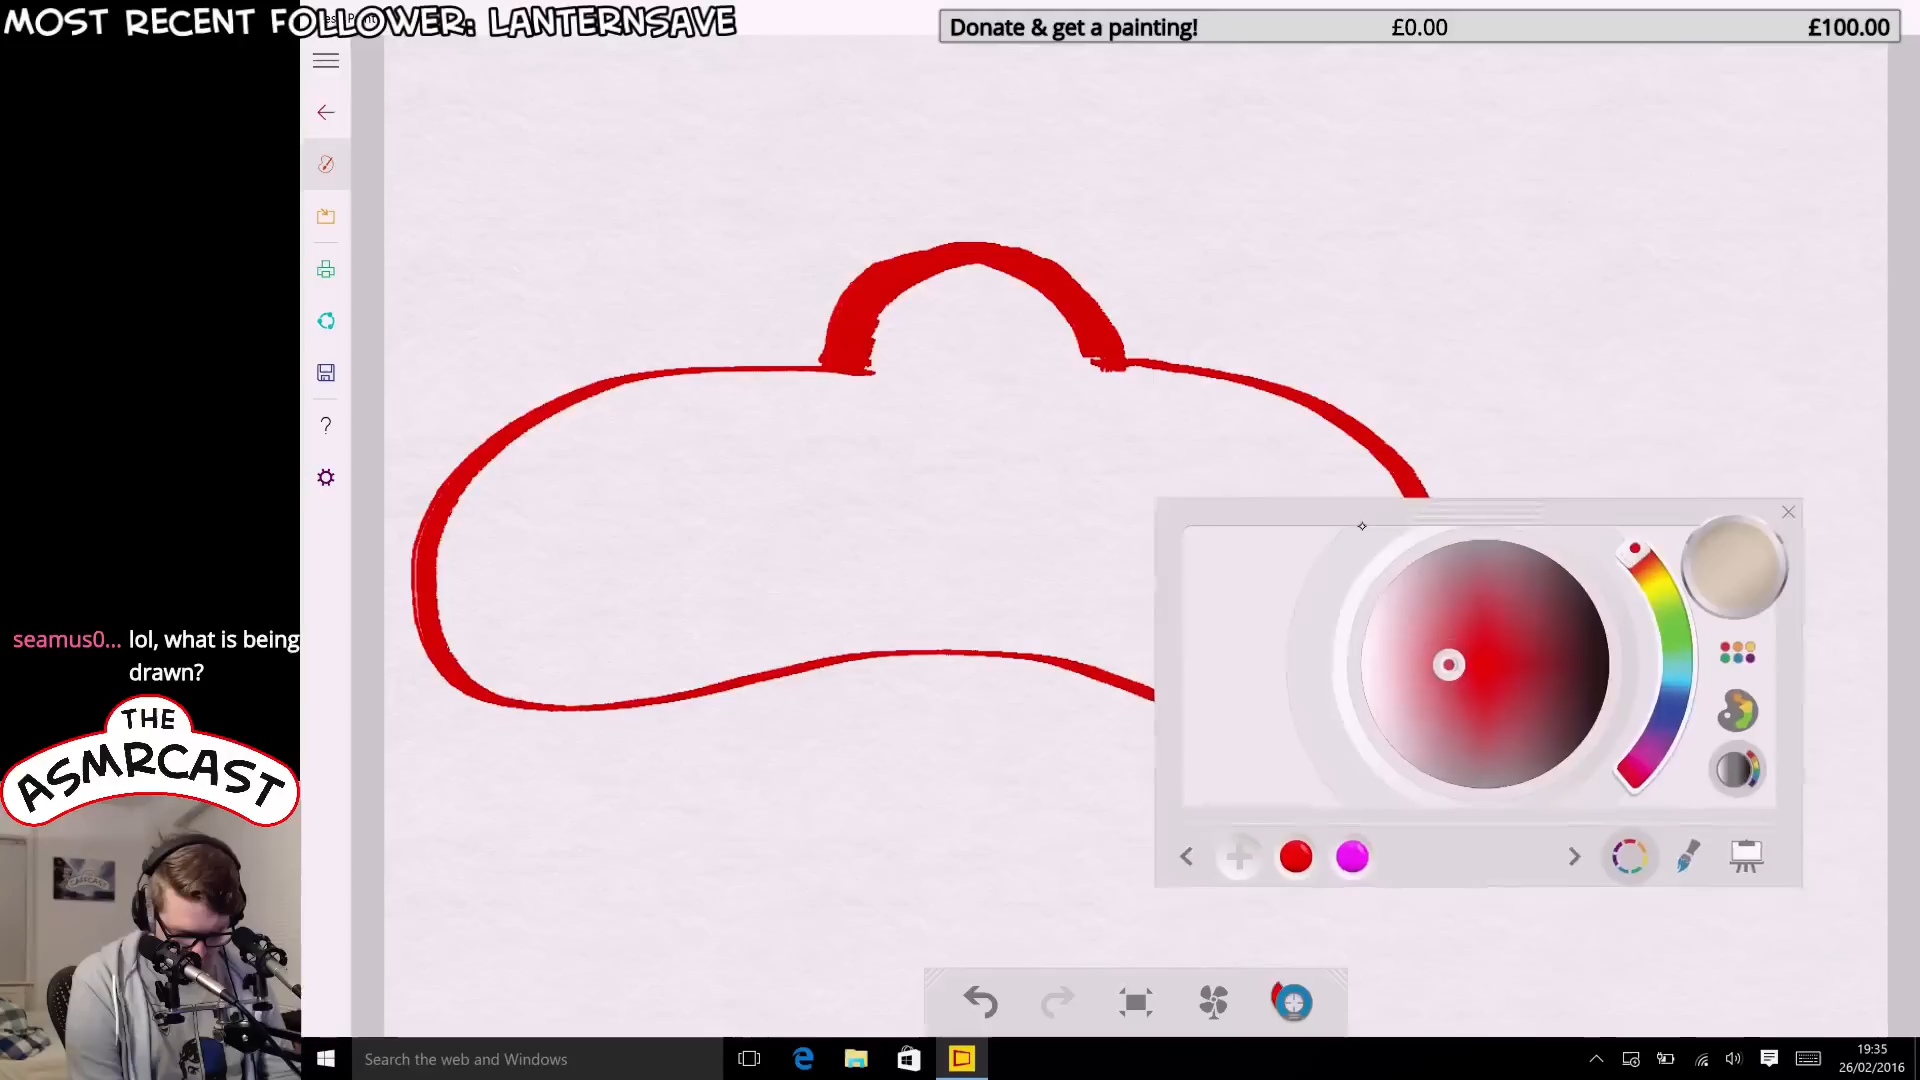 MOST RECENT FOLLOWER: LANTERNSAVE
Donate & get a painting! £0.00 £100.00
seamus0... lol, what is being
drawn?
THE
ASMRCAST
Search the web and Windows
19:35
26/02/2016